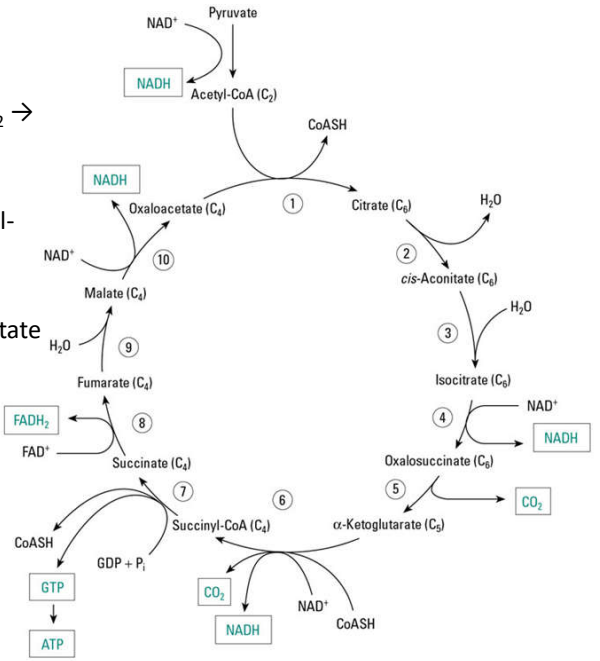 Pyruvate
NAD⁺
NADH
Acetyl-CoA (C₂)
₂ →
CoASH
NADH
Oxaloacetate (C₄)
1
Citrate (C₆)
H₂O
l-
NAD⁺
10
2
cis-Aconitate (C₆)
Malate (C₄)
H₂O
tate
H₂O
9
3
Fumarate (C₄)
Isocitrate (C₆)
FADH₂
8
4
NAD⁺
NADH
FAD⁺
Succinate (C₄)
Oxalosuccinate (C₆)
7
6
5
CO₂
Succinyl-CoA (C₄)
α-Ketoglutarate (C₅)
CoASH
GDP + Pᵢ
GTP
CO₂
NAD⁺
NADH
CoASH
ATP